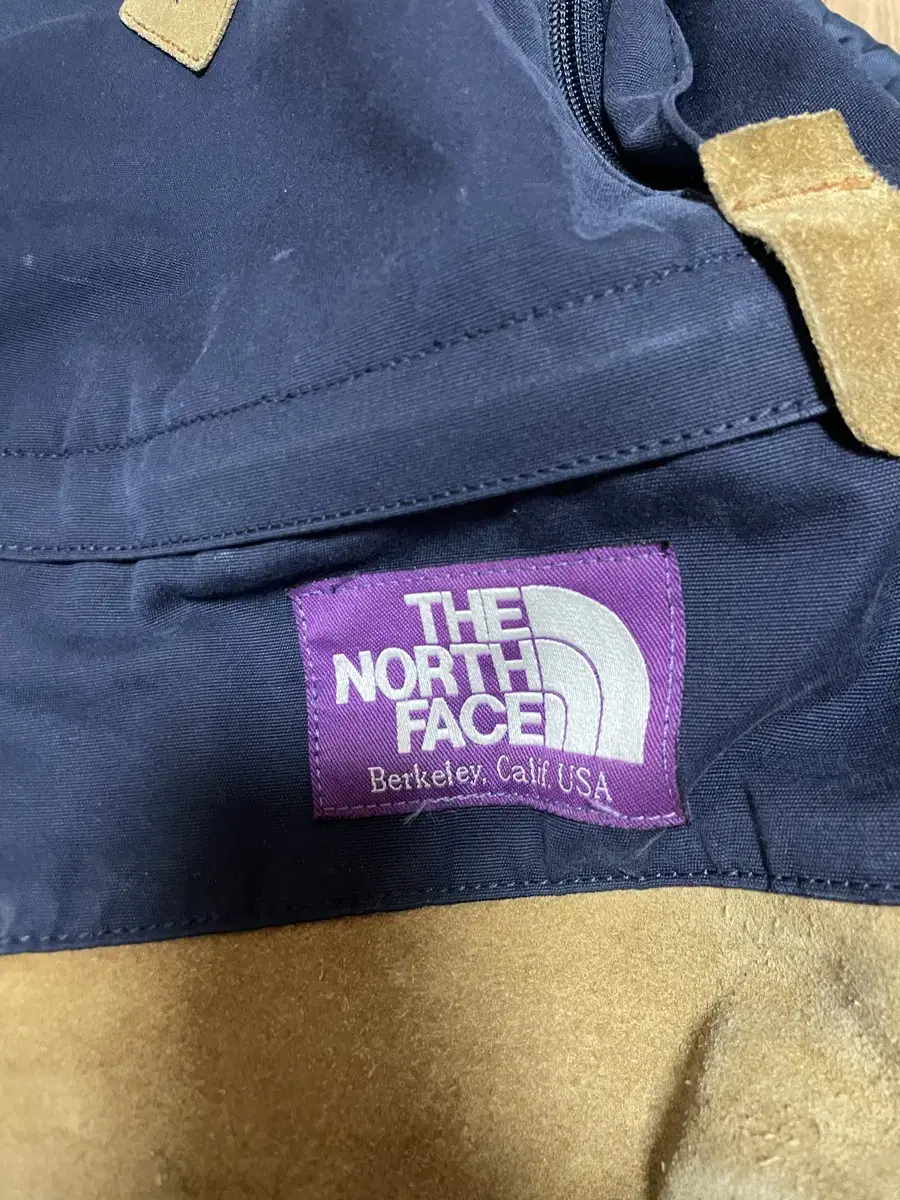 THE
NORTH
FACE
Berkeley, Calif. USA